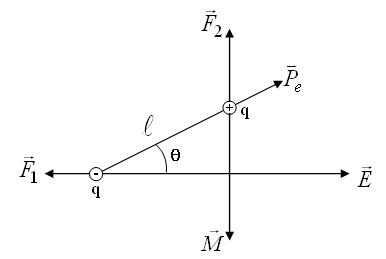 F⃗₂
P⃗ₑ
+ q
ℓ
θ
F⃗₁
-
E⃗
q
M⃗